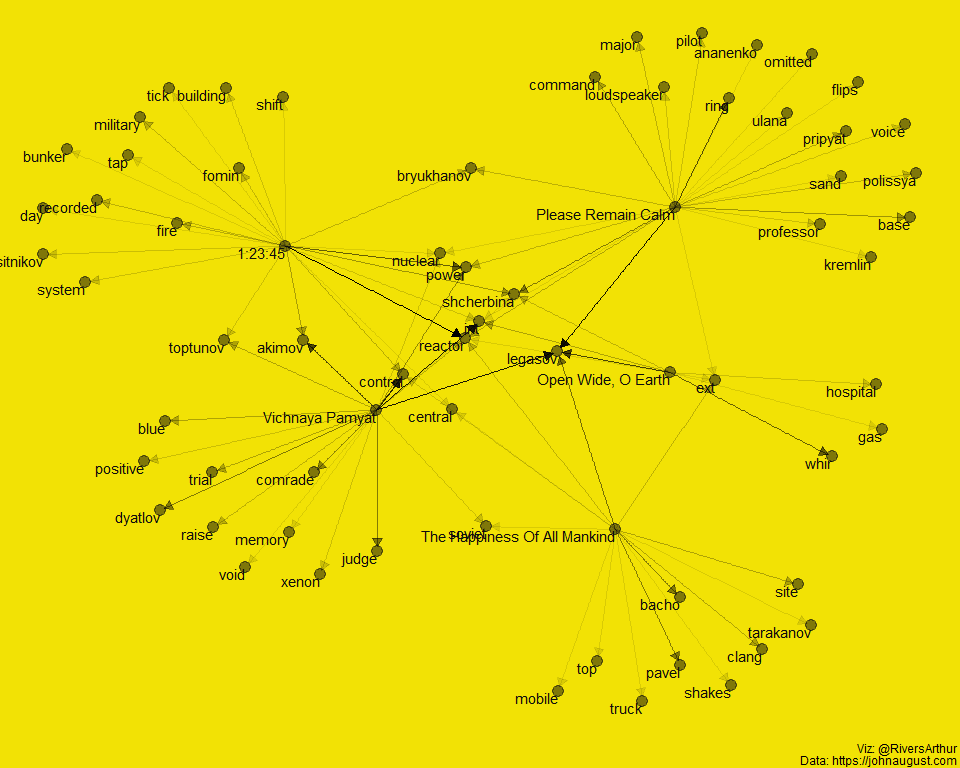 major
pilot
ananenko
omitted
command
loudspeaker
flips
tick
building
shift
ring
ulana
military
pripyat
voice
bunker
tap
fomin
bryukhanov
sand
polissya
day
recorded
fire
Please Remain Calm
professor
base
sitnikov
1:23:45
nuclear
power
kremlin
system
shcherbina
toptunov
akimov
reactor
legasov
control
Open Wide, O Earth
ext
hospital
Vichnaya Pamyat
central
blue
gas
positive
trial
comrade
whir
dyatlov
raise
memory
soviet
The Happiness Of All Mankind
void
xenon
judge
bacho
site
tarakanov
top
pavel
clang
mobile
truck
shakes
Viz: @RiversArthur
Data: https://johnaugust.com